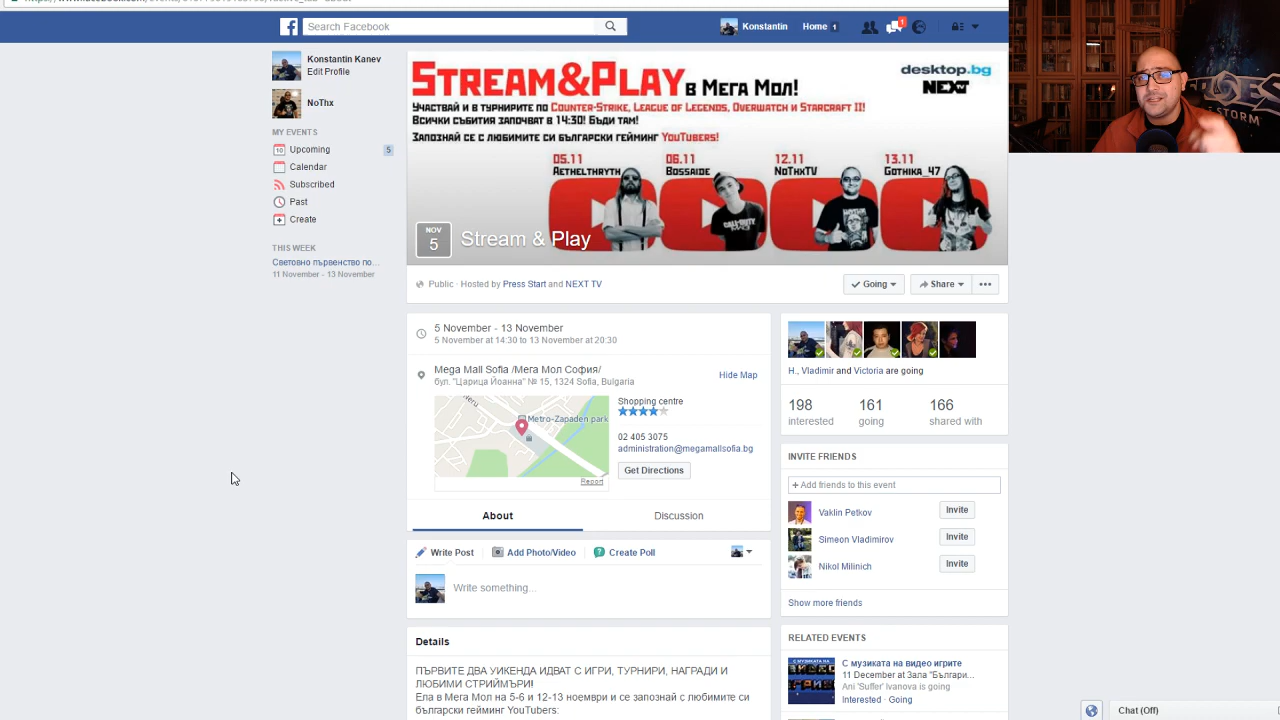 Search Facebook
Konstantin
Home 1
1
Konstantin Kanev
Edit Profile
NoThx
MY EVENTS
Upcoming 5
Calendar
Subscribed
Past
Create
THIS WEEK
Световно първенство по...
11 November - 13 November
STREAM&PLAY в Мега Мол!
desktop.bg
NEXT
Участвай и в турнирите по Counter-Strike, League of Legends, Overwatch и StarCraft II!
Всички събития започват в 14:30! Бъди там!
Запознай се с любимите си български гейминг YouTubers!
05.11
Aethelthryth
06.11
Bossaide
12.11
NoThxTV
13.11
Gothika_47
NOV
5
Stream & Play
Public · Hosted by Press Start and NEXT TV
Going
Share
5 November - 13 November
5 November at 14:30 to 13 November at 20:30
Mega Mall Sofia /Мега Мол София/
бул. "Царица Йоанна" № 15, 1324 Sofia, Bulgaria
Hide Map
Metro-Zapaden park
Report
Shopping centre
02 405 3075
administration@megamallsofia.bg
Get Directions
About
Discussion
Write Post
Add Photo/Video
Create Poll
Write something...
Details
ПЪРВИТЕ ДВА УИКЕНДА ИДВАТ С ИГРИ, ТУРНИРИ, НАГРАДИ И
ЛЮБИМИ СТРИЙМЪРИ!
Ела в Мега Мол на 5-6 и 12-13 ноември и се запознай с любимите си
български гейминг YouTubers:
H., Vladimir and Victoria are going
198
interested
161
going
166
shared with
INVITE FRIENDS
+ Add friends to this event
Vaklin Petkov
Invite
Simeon Vladimirov
Invite
Nikol Milinich
Invite
Show more friends
RELATED EVENTS
С музиката на видео игрите
11 December at Зала "Българи...
Ani 'Suffer' Ivanova is going
Interested · Going
Chat (Off)